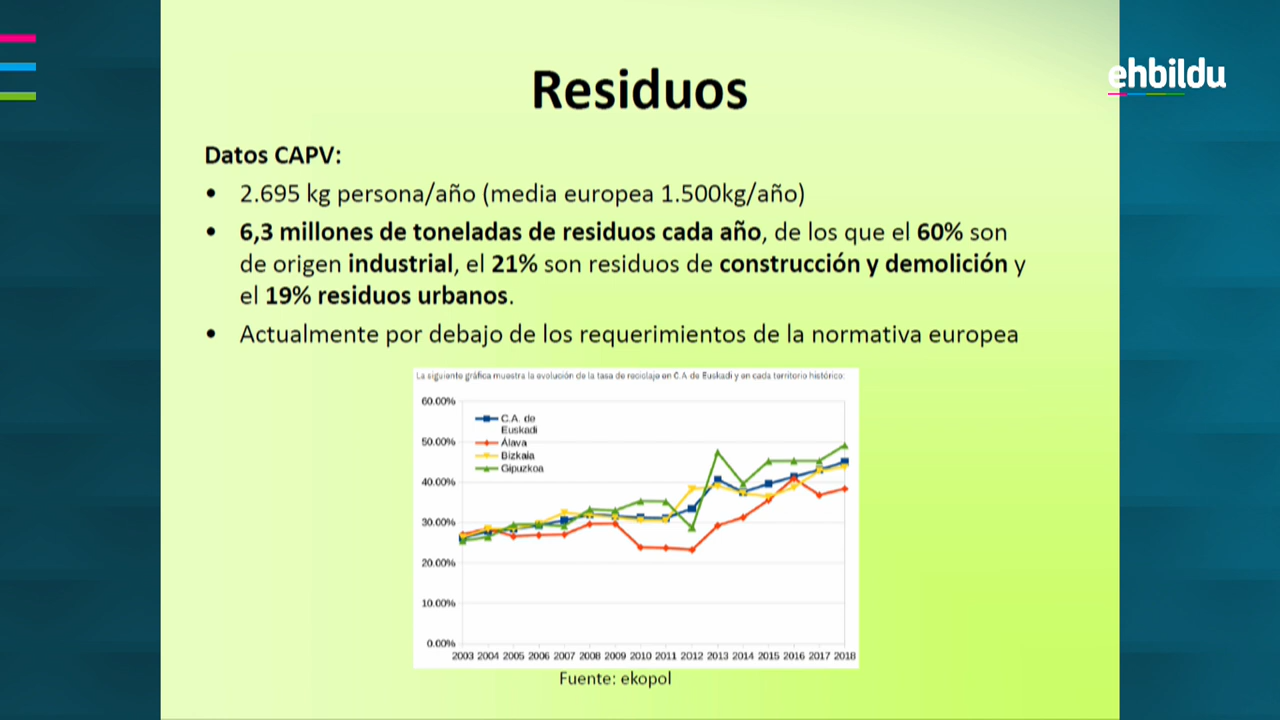 Residuos
ehbildu
Datos CAPV:
• 2.695 kg persona/año (media europea 1.500kg/año)
• 6,3 millones de toneladas de residuos cada año, de los que el 60% son
de origen industrial, el 21% son residuos de construcción y demolición y
el 19% residuos urbanos.
• Actualmente por debajo de los requerimientos de la normativa europea
La siguiente gráfica muestra la evolución de la tasa de reciclaje en C.A de Euskadi y en cada territorio histórico:
60.00%
50.00%
40.00%
30.00%
20.00%
10.00%
0.00%
C.A. de
Euskadi
Álava
Bizkaia
Gipuzkoa
2003 2004 2005 2006 2007 2008 2009 2010 2011 2012 2013 2014 2015 2016 2017 2018
Fuente: ekopol